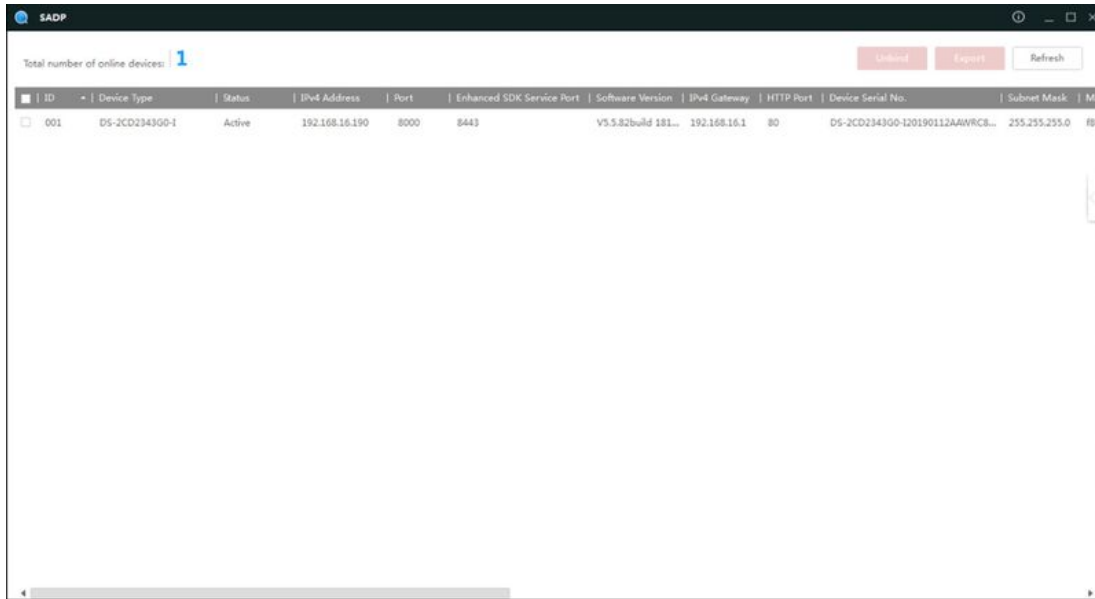 SADP
Total number of online devices: 1
Unbind Export Refresh
ID Device Type Status IPv4 Address Port Enhanced SDK Service Port Software Version IPv4 Gateway HTTP Port Device Serial No. Subnet Mask M
001 DS-2CD2343G0-I Active 192.168.16.190 8000 8443 V5.5.82build 181... 192.168.16.1 80 DS-2CD2343G0-I20190112AAWRC8... 255.255.255.0 f8